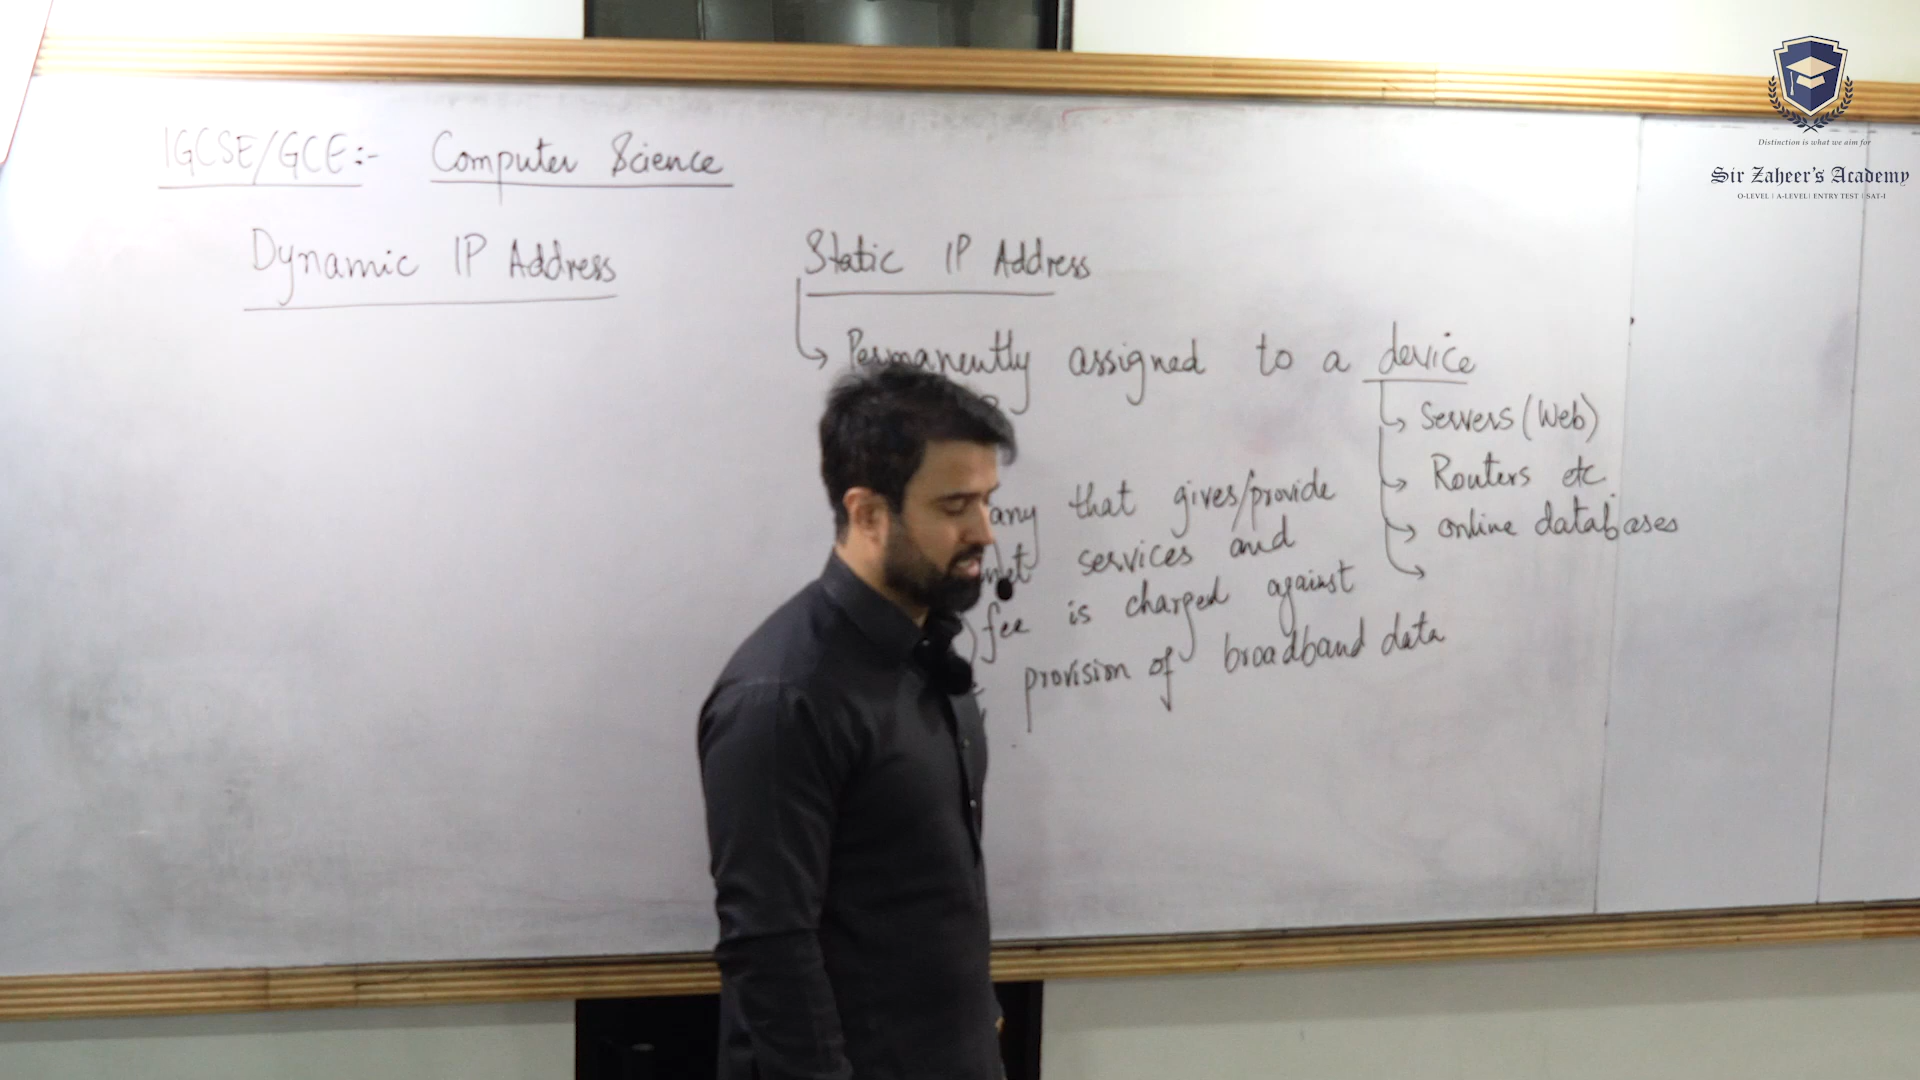 IGCSE/GCE:- Computer Science
Dynamic IP Address
Static IP Address
Permanently assigned to a device
Servers (Web)
Routers etc.
online databases
that gives/provide
services and
fee is charged against
provision of broadband data
Distinction is what we aim for
Sir Zaheer's Academy
O-LEVEL | A-LEVEL | ENTRY TEST | SAT-I